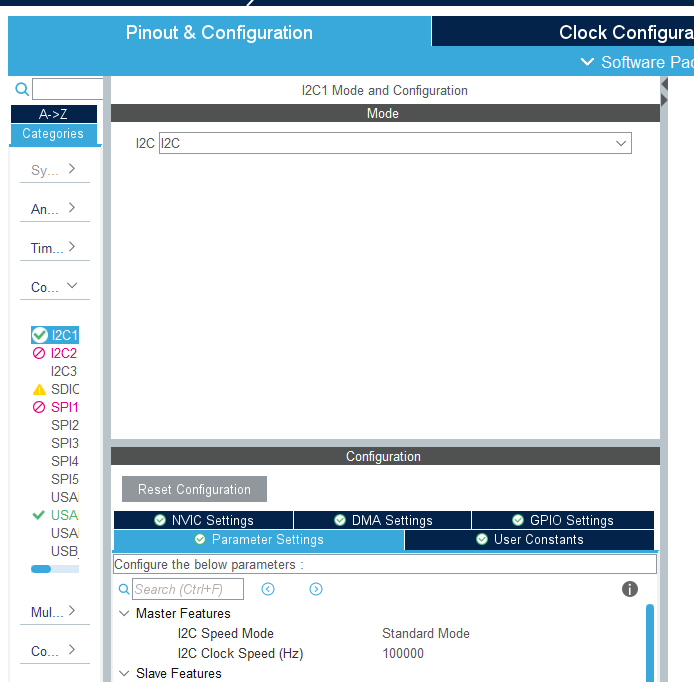 Pinout & Configuration
Clock Configura
Software Pac
I2C1 Mode and Configuration
Mode
A->Z
Categories
I2C I2C
Sy...
An...
Tim...
Co...
I2C1
I2C2
I2C3
SDIC
SPI1
SPI2
SPI3
SPI4
SPI5
USA
USA
USA
USB_
Mul...
Co...
Configuration
Reset Configuration
NVIC Settings DMA Settings GPIO Settings
Parameter Settings User Constants
Configure the below parameters :
Search (Ctrl+F)
Master Features
I2C Speed Mode Standard Mode
I2C Clock Speed (Hz) 100000
Slave Features